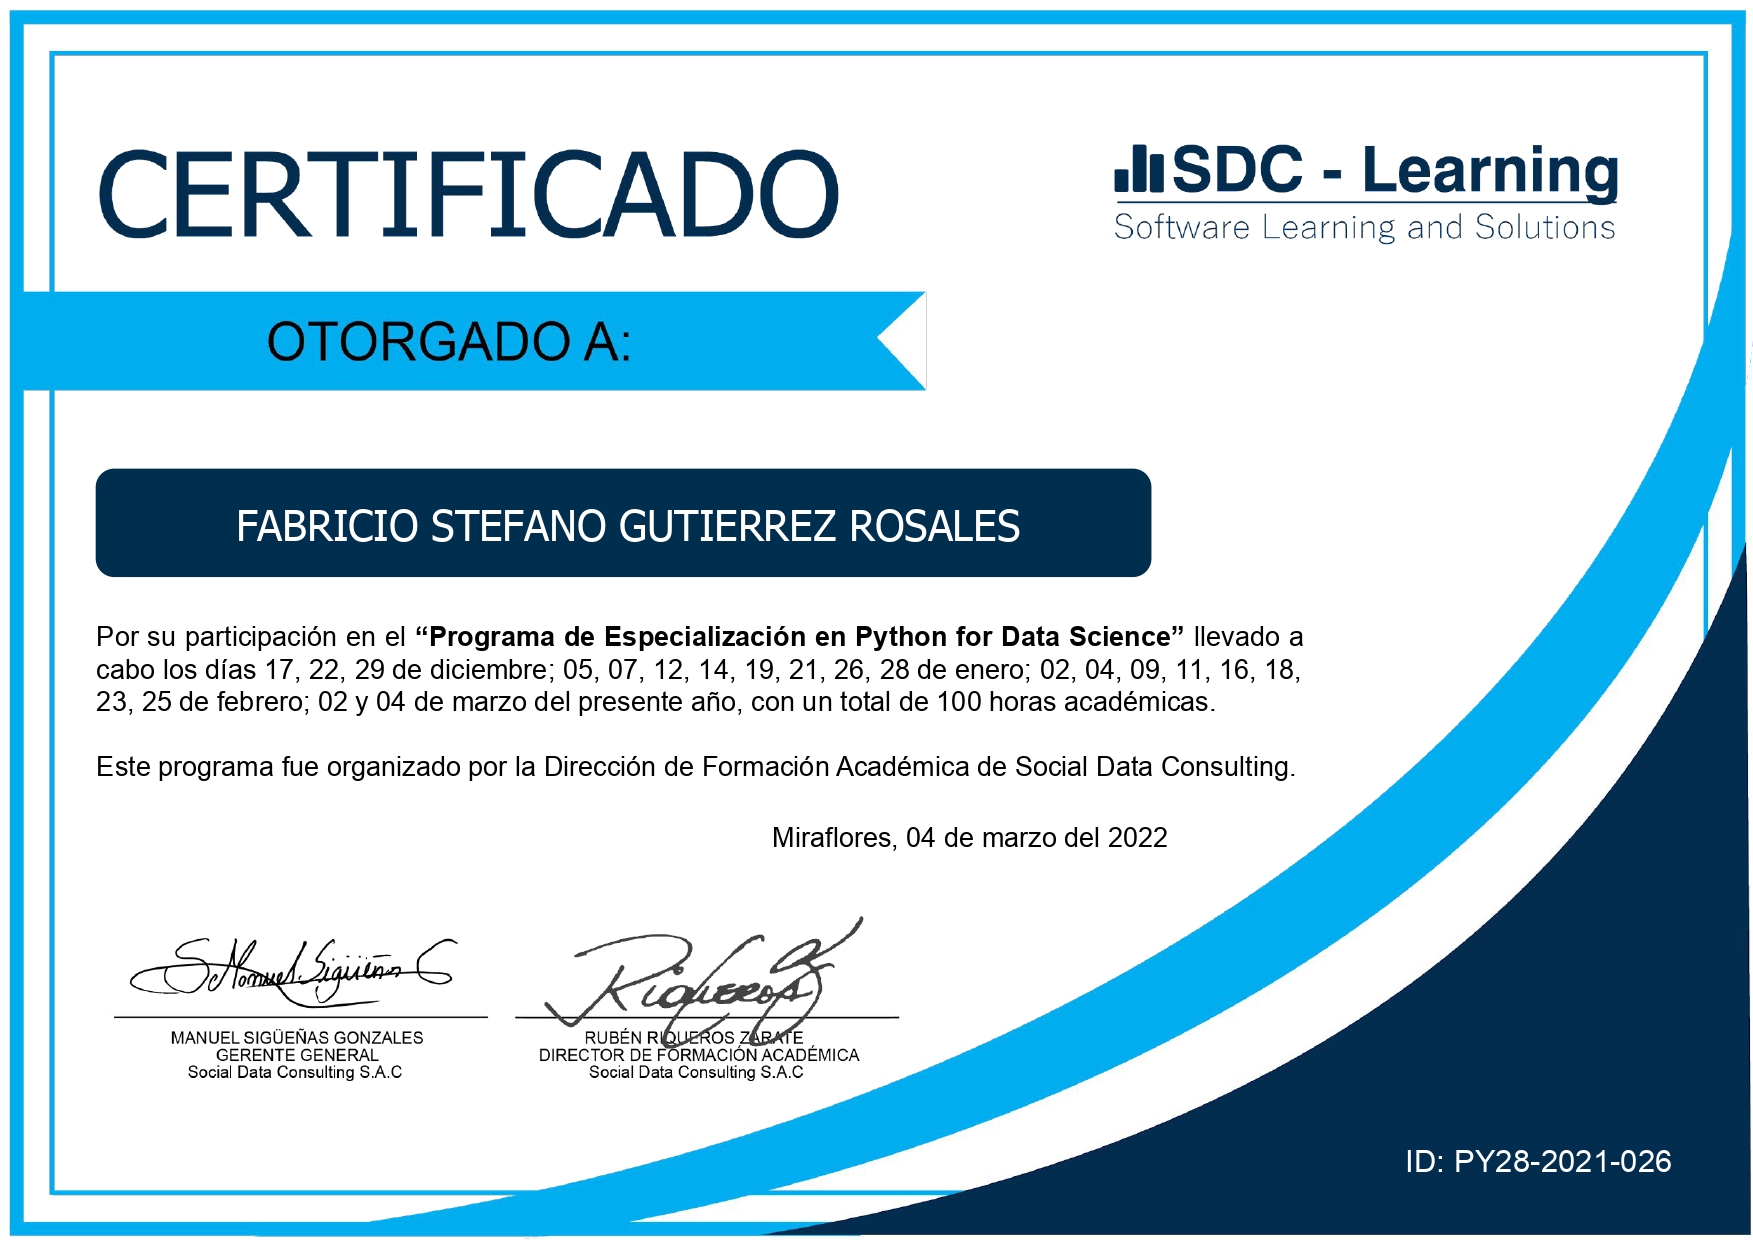 CERTIFICADO
SDC - Learning
Software Learning and Solutions
OTORGADO A:
FABRICIO STEFANO GUTIERREZ ROSALES
Por su participación en el “Programa de Especialización en Python for Data Science” llevado a
cabo los días 17, 22, 29 de diciembre; 05, 07, 12, 14, 19, 21, 26, 28 de enero; 02, 04, 09, 11, 16, 18,
23, 25 de febrero; 02 y 04 de marzo del presente año, con un total de 100 horas académicas.
Este programa fue organizado por la Dirección de Formación Académica de Social Data Consulting.
Miraflores, 04 de marzo del 2022
S Manuel Sigüeñas G
Riqueros
MANUEL SIGÜEÑAS GONZALES
GERENTE GENERAL
Social Data Consulting S.A.C
RUBÉN RIQUEROS ZÁRATE
DIRECTOR DE FORMACIÓN ACADÉMICA
Social Data Consulting S.A.C
ID: PY28-2021-026